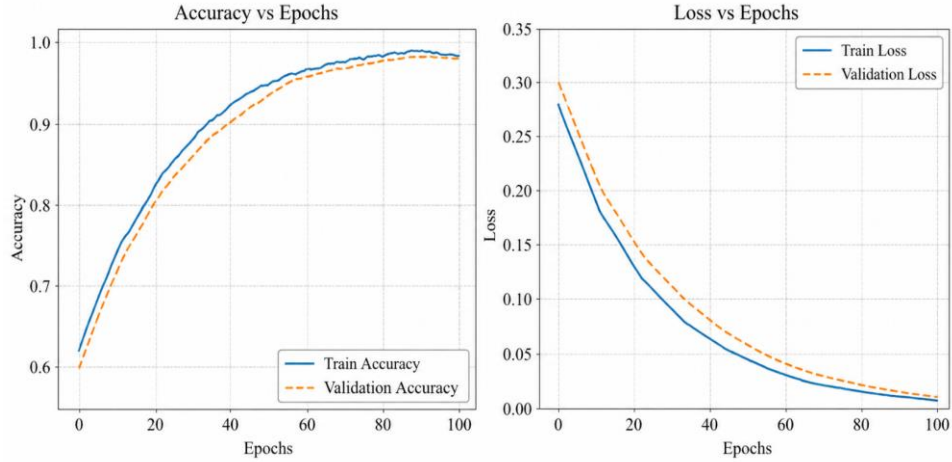 Accuracy vs Epochs
1.0
0.9
0.8
0.7
0.6
Accuracy
0
20
40
60
80
100
Epochs
Train Accuracy
Validation Accuracy
Loss vs Epochs
0.35
0.30
0.25
0.20
0.15
0.10
0.05
0.00
Loss
0
20
40
60
80
100
Epochs
Train Loss
Validation Loss